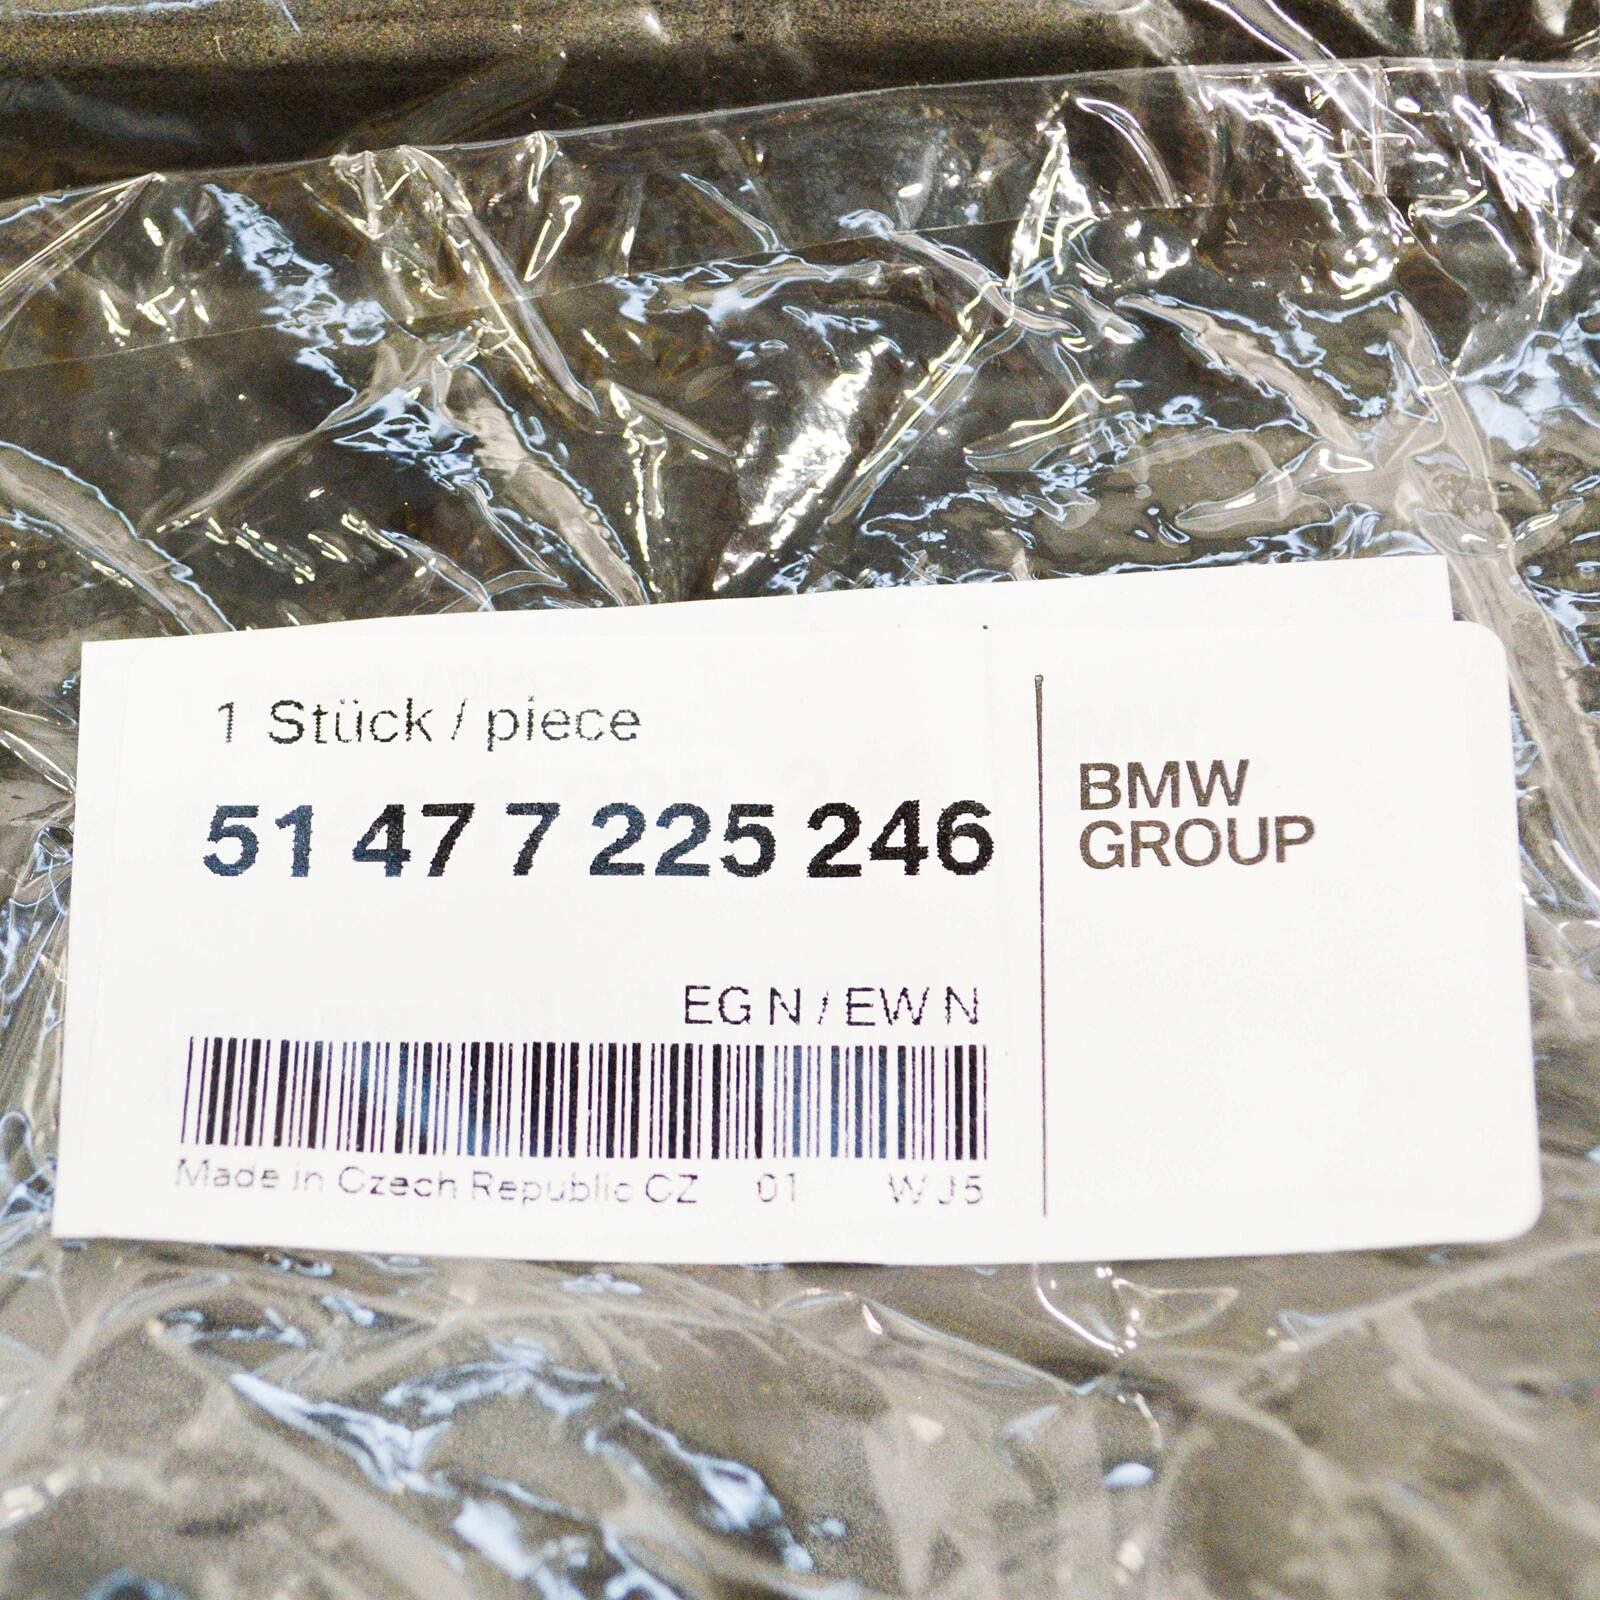 1 Stück / piece
51 47 7 225 246
EG N / EW N
Made in Czech Republic CZ 01 WJ5
BMW
GROUP